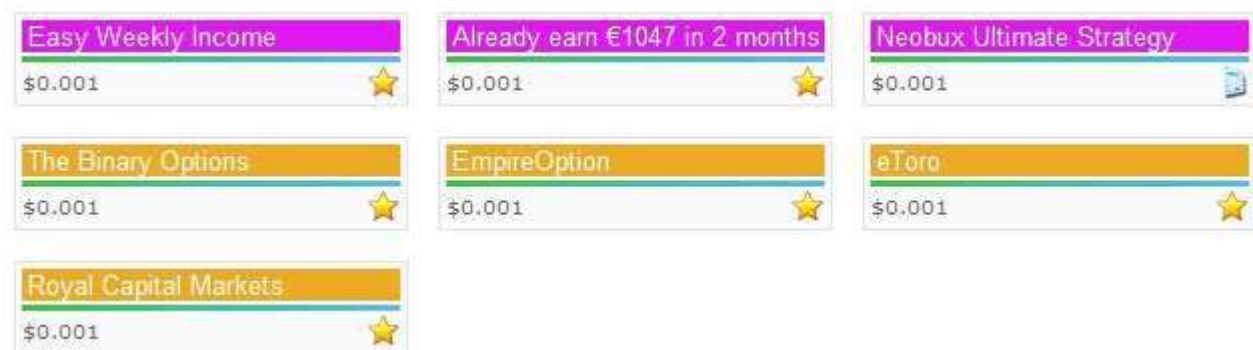 Easy Weekly Income
$0.001
Already earn €1047 in 2 months
$0.001
Neobux Ultimate Strategy
$0.001
The Binary Options
$0.001
EmpireOption
$0.001
eToro
$0.001
Royal Capital Markets
$0.001